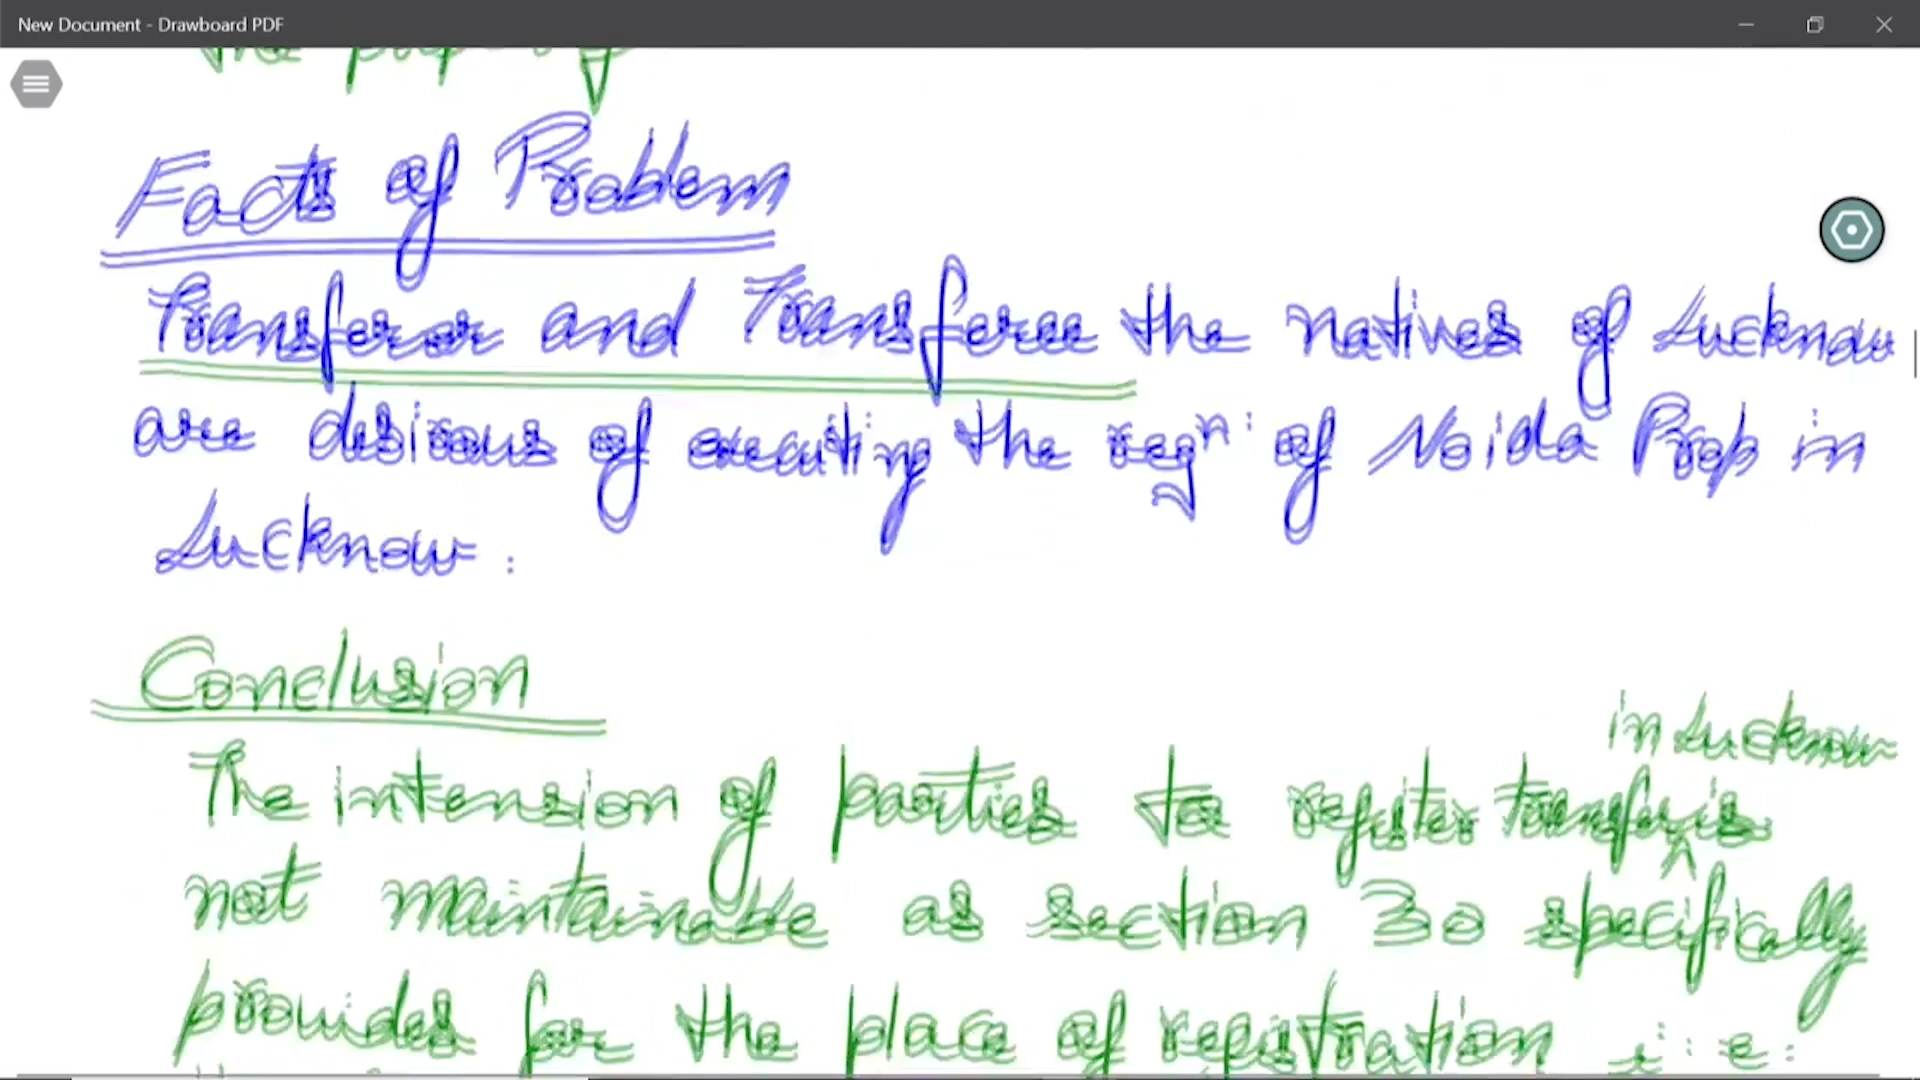 New Document - Drawboard PDF
the property
Facts of Problem
Transferor and Transferee the natives of Lucknow
are desirous of executing the regn. of Noida Prop in
Lucknow.
Conclusion
in Lucknow
The intension of parties to register transfer is
not maintainable as section 30 specifically
provides for the place of registration i.e.